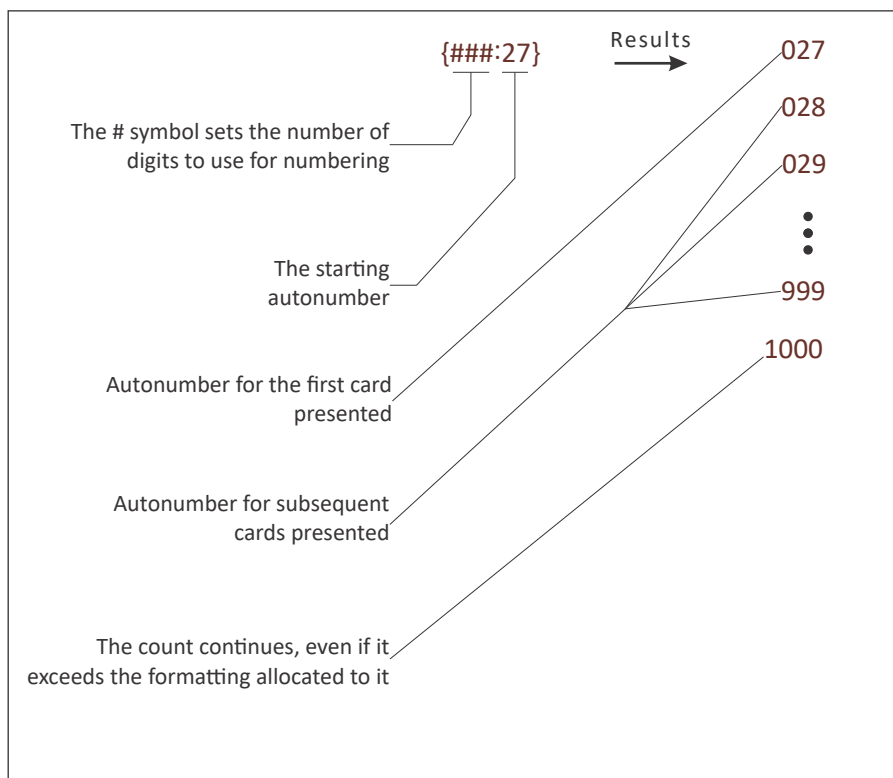 {###:27}
Results
027
028
029
999
1000
The # symbol sets the number of
digits to use for numbering
The starting
autonumber
Autonumber for the first card
presented
Autonumber for subsequent
cards presented
The count continues, even if it
exceeds the formatting allocated to it